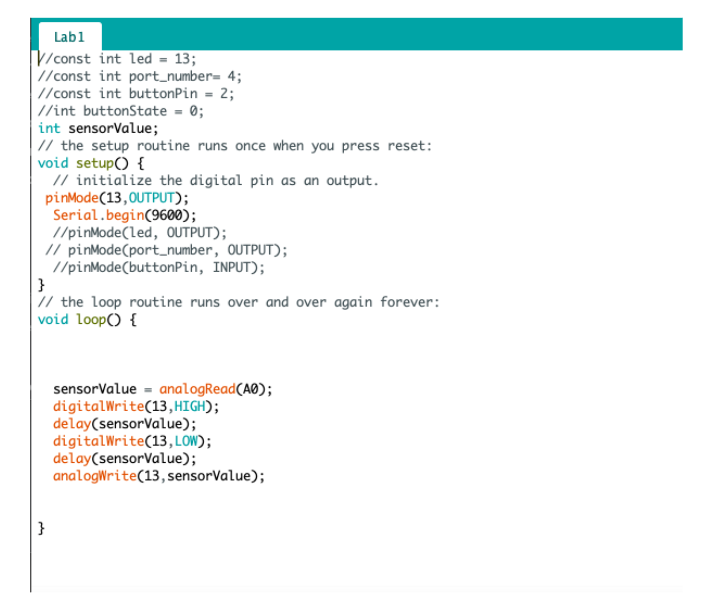 Lab1
//const int led = 13;
//const int port_number= 4;
//const int buttonPin = 2;
//int buttonState = 0;
int sensorValue;
// the setup routine runs once when you press reset:
void setup() {
  // initialize the digital pin as an output.
 pinMode(13,OUTPUT);
  Serial.begin(9600);
  //pinMode(led, OUTPUT);
 // pinMode(port_number, OUTPUT);
  //pinMode(buttonPin, INPUT);
}
// the loop routine runs over and over again forever:
void loop() {
  sensorValue = analogRead(A0);
  digitalWrite(13,HIGH);
  delay(sensorValue);
  digitalWrite(13,LOW);
  delay(sensorValue);
  analogWrite(13,sensorValue);
}